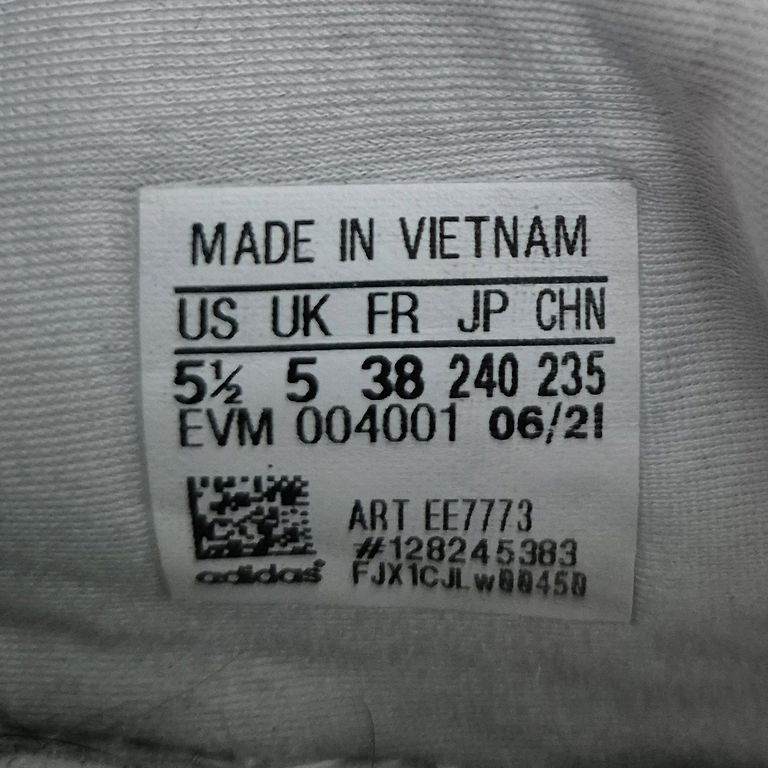 MADE IN VIETNAM
US UK FR JP CHN
5½ 5 38 240 235
EVM 004001 06/21
ART EE7773
#128245383
adidas
FJX1CJLW00450